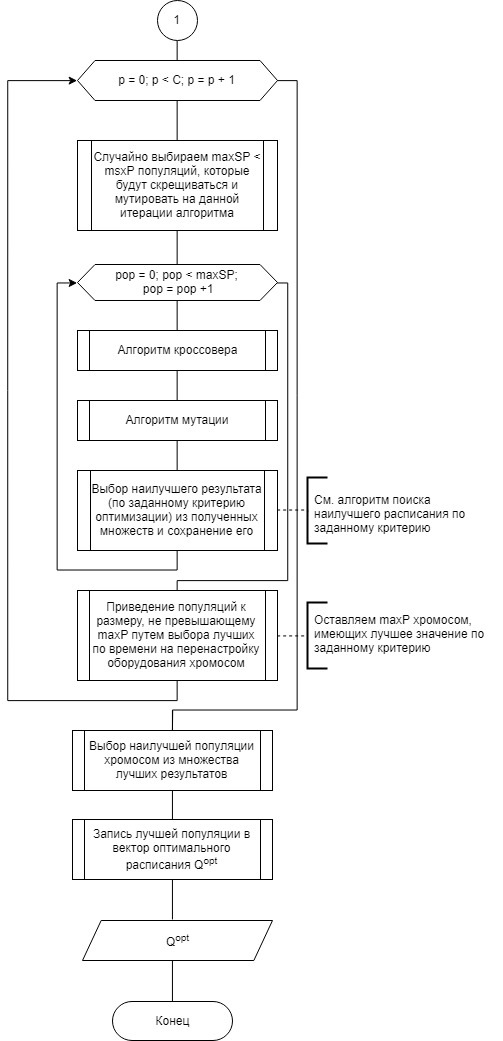 1
p = 0; p < C; p = p + 1
Случайно выбираем maxSP <
msxP популяций, которые
будут скрещиваться и
мутировать на данной
итерации алгоритма
pop = 0; pop < maxSP;
pop = pop +1
Алгоритм кроссовера
Алгоритм мутации
Выбор наилучшего результата
(по заданному критерию
оптимизации) из полученных
множеств и сохранение его
См. алгоритм поиска
наилучшего расписания по
заданному критерию
Приведение популяций к
размеру, не превышающему
maxP путем выбора лучших
по времени на перенастройку
оборудования хромосом
Оставляем maxP хромосом,
имеющих лучшее значение по
заданному критерию
Выбор наилучшей популяции
хромосом из множества
лучших результатов
Запись лучшей популяции в
вектор оптимального
расписания Q^opt
Q^opt
Конец